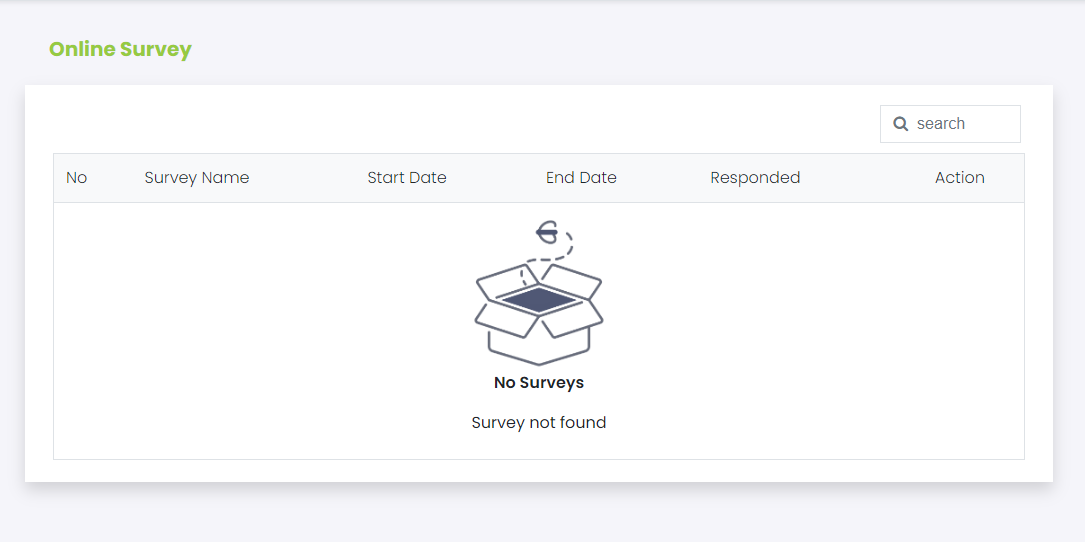 Online Survey
search
No Survey Name Start Date End Date Responded Action
No Surveys
Survey not found